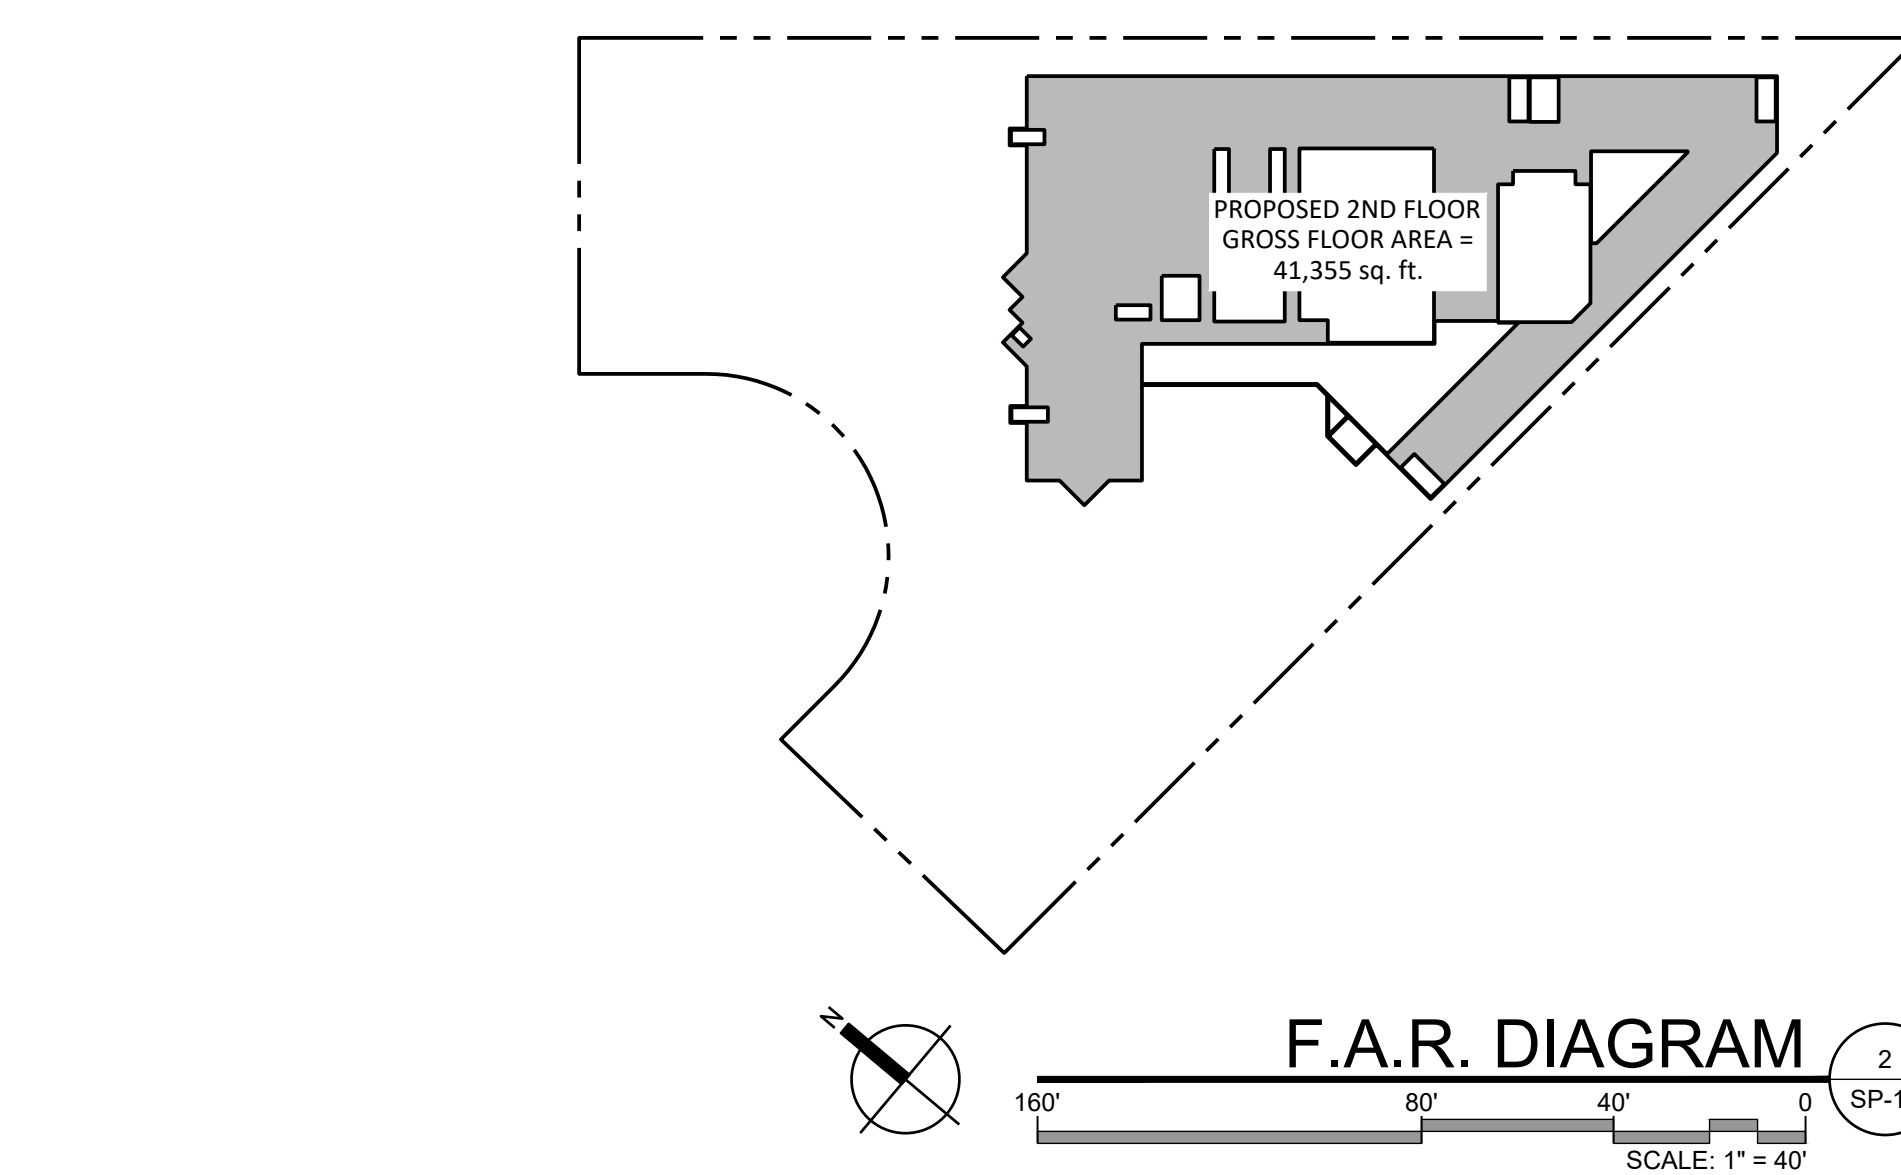 PROPOSED 2ND FLOOR
GROSS FLOOR AREA =
41,355 sq. ft.
N
F.A.R. DIAGRAM
2
SP-1
160' 80' 40' 0
SCALE: 1" = 40'